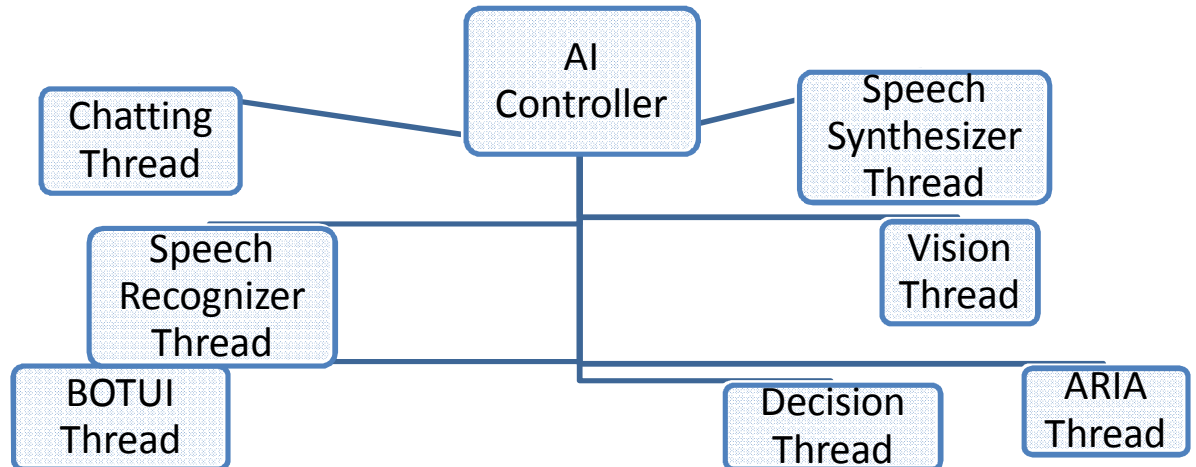 AI
Controller
Chatting
Thread
Speech
Synthesizer
Thread
Speech
Recognizer
Thread
Vision
Thread
BOTUI
Thread
Decision
Thread
ARIA
Thread